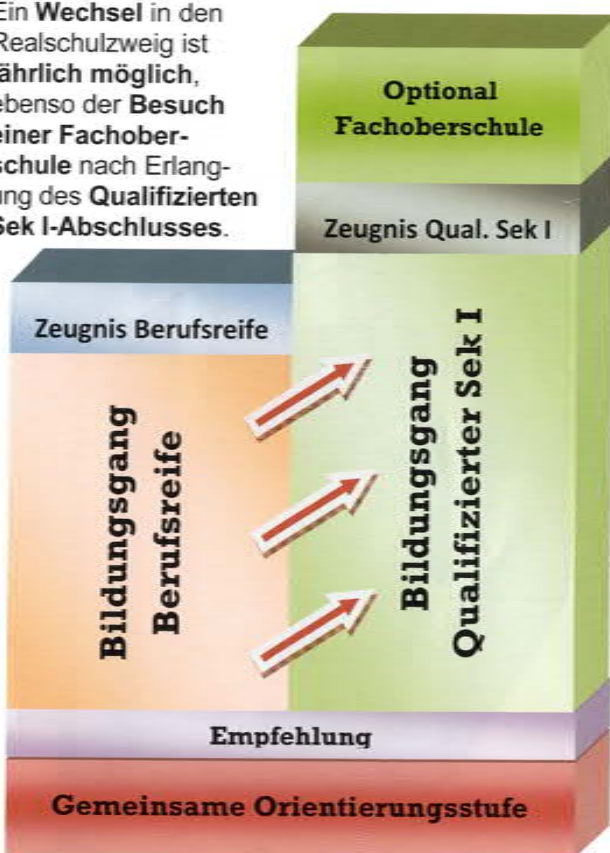 Ein Wechsel in den
Realschulzweig ist
jährlich möglich,
ebenso der Besuch
einer Fachober-
schule nach Erlang-
ung des Qualifizierten
Sek I-Abschlusses.
Optional
Fachoberschule
Zeugnis Qual. Sek I
Zeugnis Berufsreife
Bildungsgang
Berufsreife
Bildungsgang
Qualifizierter Sek I
Empfehlung
Gemeinsame Orientierungsstufe